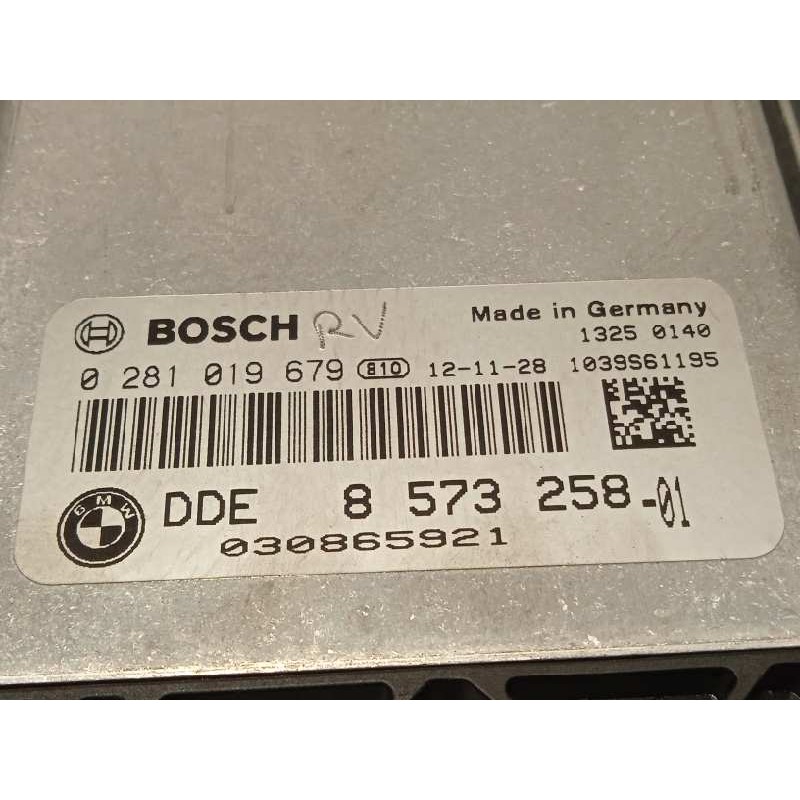 BOSCH RV Made in Germany
1325 0140
0 281 019 679 810 12-11-28 1039S61195
BMW DDE 8 573 258-01
030865921